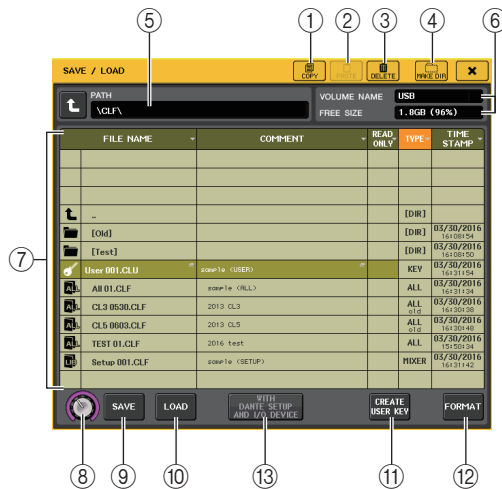 ⑤ ① ② ③ ④ ⑥
SAVE / LOAD
COPY PASTE DELETE MAKE DIR
PATH
\CLF\
VOLUME NAME USB
FREE SIZE 1.8GB (96%)
FILE NAME COMMENT READ ONLY TYPE TIME STAMP
.. [DIR]
[Old] [DIR] 03/30/2016 16:08:54
[Test] [DIR] 03/30/2016 16:08:50
User 001.CLU sample (USER) KEY 03/30/2016 16:31:54
ALL All 01.CLF sample (ALL) ALL 03/30/2016 16:31:34
ALL CL3 0530.CLF 2013 CL3 ALL old 03/30/2016 16:30:38
ALL CL5 0603.CLF 2013 CL5 ALL old 03/30/2016 16:30:48
ALL TEST 01.CLF 2016 test ALL 03/30/2016 15:50:34
LIB Setup 001.CLF sample (SETUP) MIXER 03/30/2016 16:31:42
⑦
SAVE LOAD WITH DANTE SETUP AND I/O DEVICE CREATE USER KEY FORMAT
⑧ ⑨ ⑩ ⑬ ⑪ ⑫